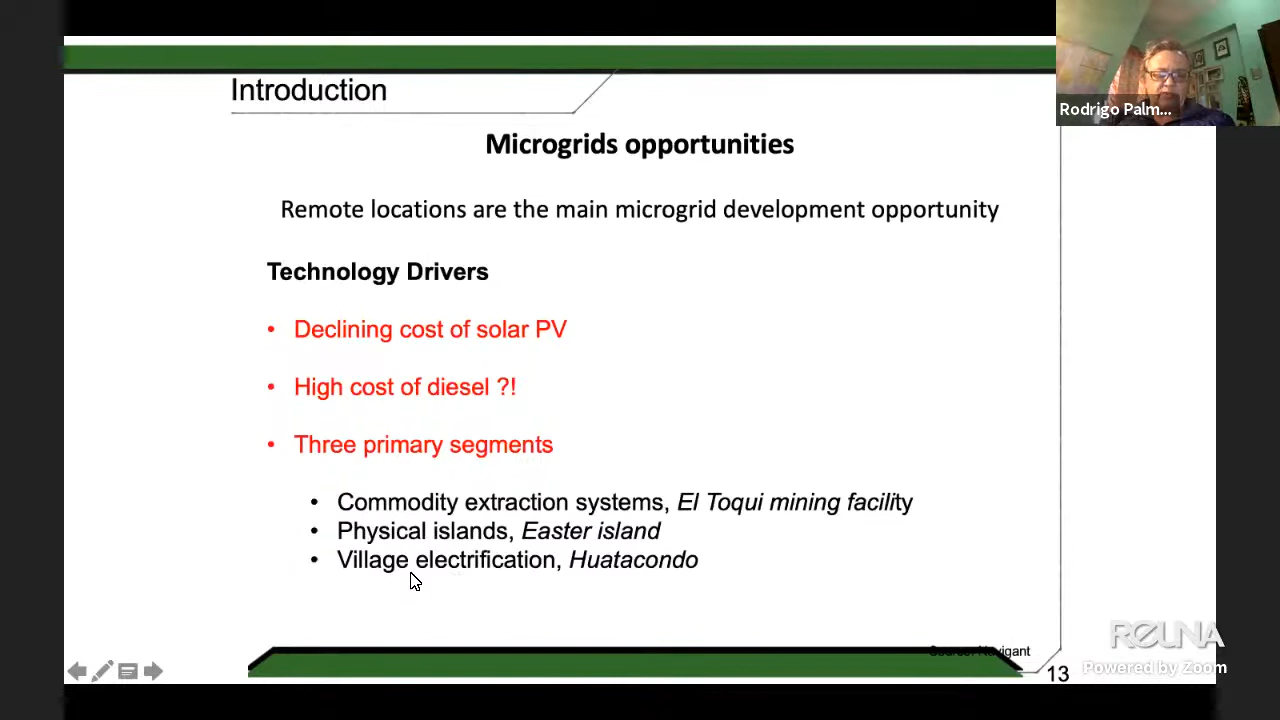 Introduction
Rodrigo Palm...
Microgrids opportunities
Remote locations are the main microgrid development opportunity
Technology Drivers
• Declining cost of solar PV
• High cost of diesel ?!
• Three primary segments
• Commodity extraction systems, El Toqui mining facility
• Physical islands, Easter island
• Village electrification, Huatacondo
Source: Navigant
13
REUNA
Powered by Zoom